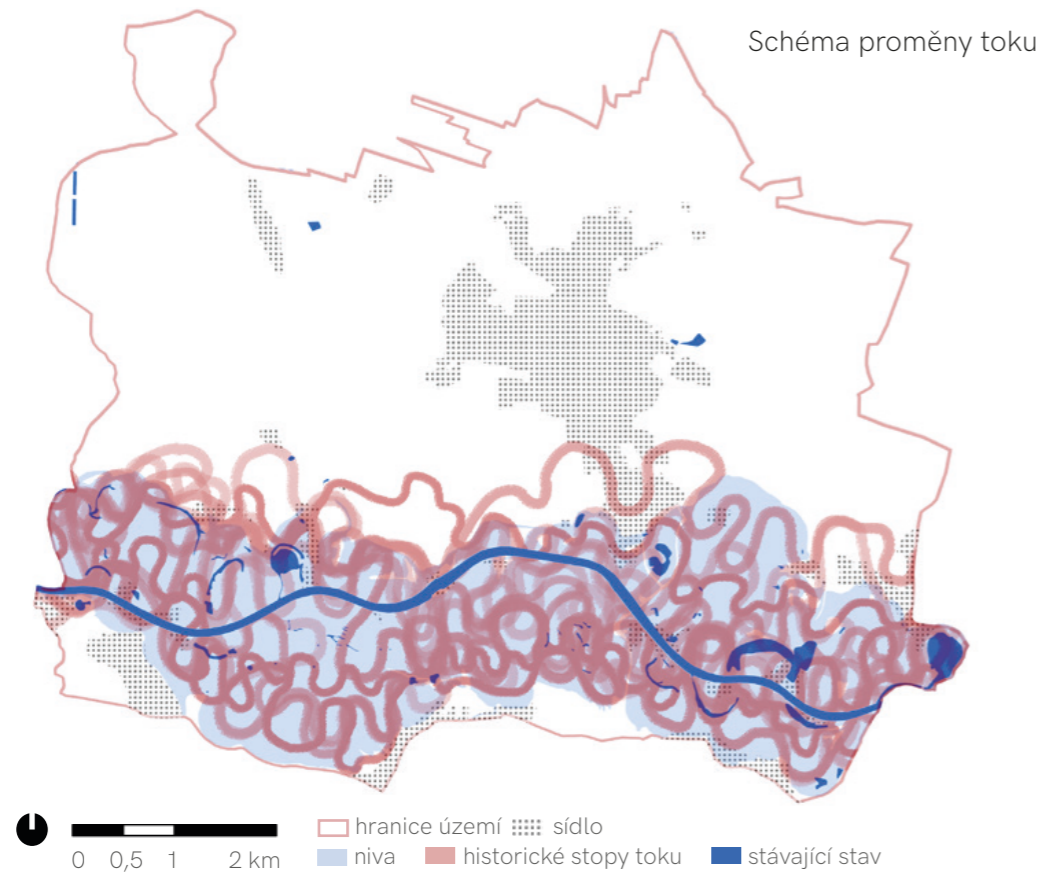 Schéma proměny toku
hranice území sídlo
0 0,5 1 2 km niva historické stopy toku stávající stav